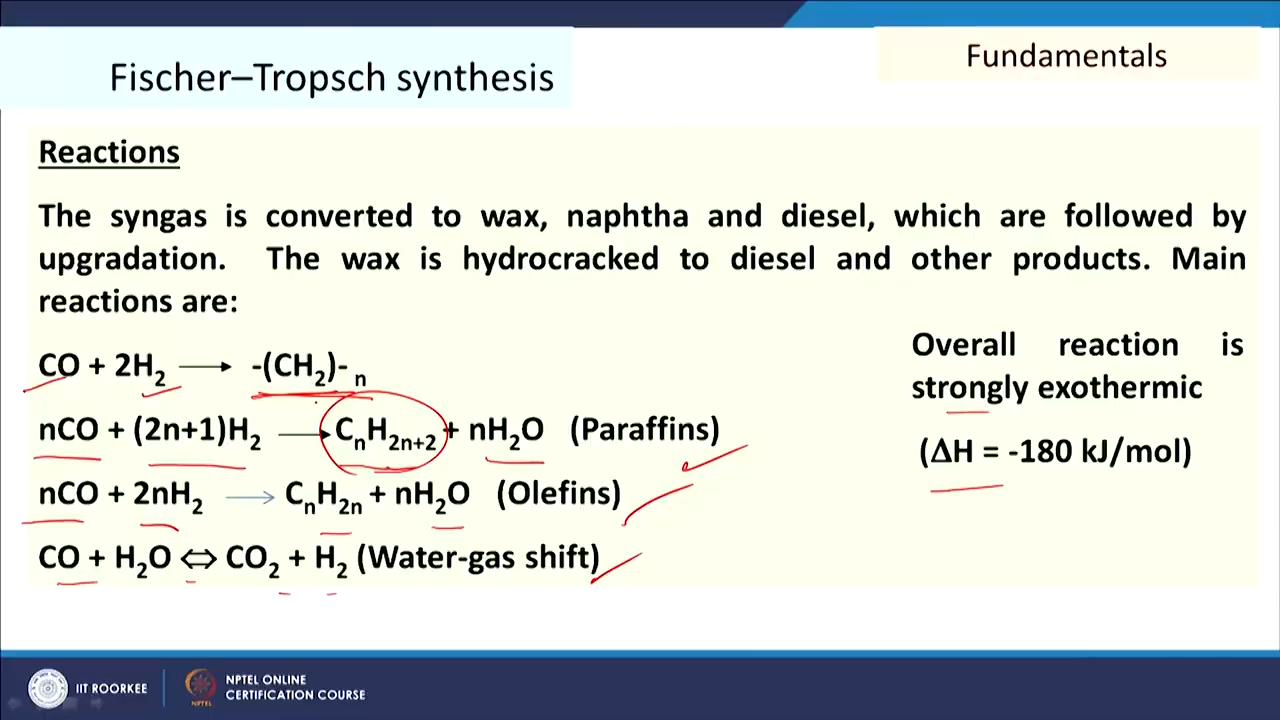 Fischer–Tropsch synthesis
Fundamentals
Reactions
The syngas is converted to wax, naphtha and diesel, which are followed by
upgradation. The wax is hydrocracked to diesel and other products. Main
reactions are:
CO + 2H₂ ⟶ -(CH₂)- ₙ
nCO + (2n+1)H₂ ⟶ CₙH₂ₙ₊₂ + nH₂O (Paraffins)
nCO + 2nH₂ ⟶ CₙH₂ₙ + nH₂O (Olefins)
CO + H₂O ⇔ CO₂ + H₂ (Water-gas shift)
Overall reaction is
strongly exothermic
(ΔH = -180 kJ/mol)
IIT ROORKEE
NPTEL
NPTEL ONLINE
CERTIFICATION COURSE